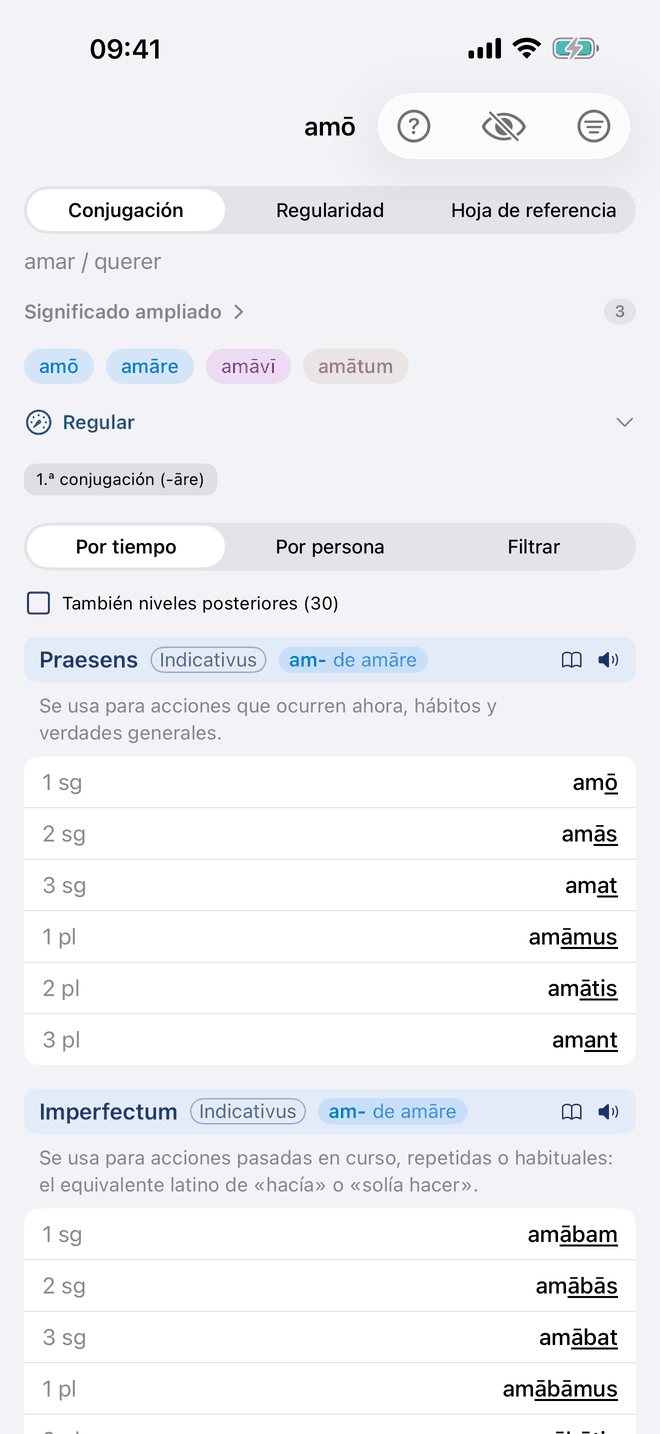 09:41
amō
Conjugación Regularidad Hoja de referencia
amar / querer
Significado ampliado 3
amō amāre amāvī amātum
Regular
1.ª conjugación (-āre)
Por tiempo Por persona Filtrar
También niveles posteriores (30)
Praesens Indicativus am- de amāre
Se usa para acciones que ocurren ahora, hábitos y
verdades generales.
1 sg amō
2 sg amās
3 sg amat
1 pl amāmus
2 pl amātis
3 pl amant
Imperfectum Indicativus am- de amāre
Se usa para acciones pasadas en curso, repetidas o habituales:
el equivalente latino de «hacía» o «solía hacer».
1 sg amābam
2 sg amābās
3 sg amābat
1 pl amābāmus